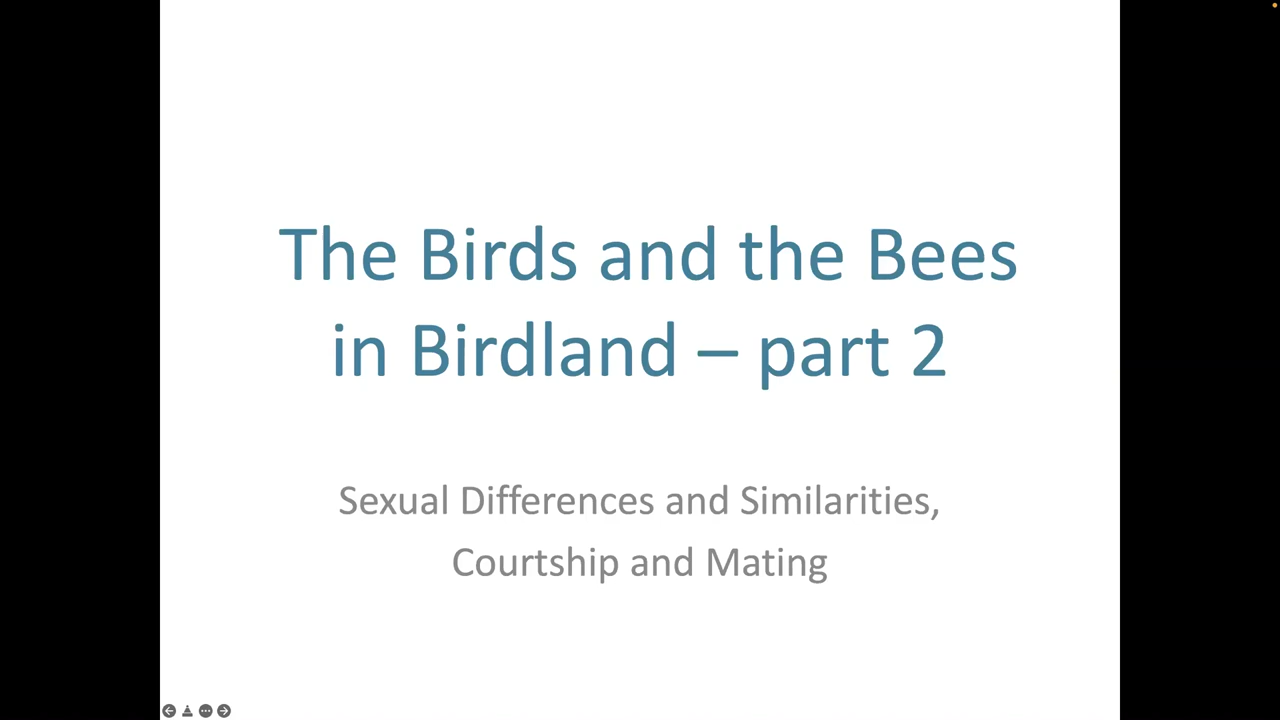 The Birds and the Bees
in Birdland – part 2
Sexual Differences and Similarities,
Courtship and Mating